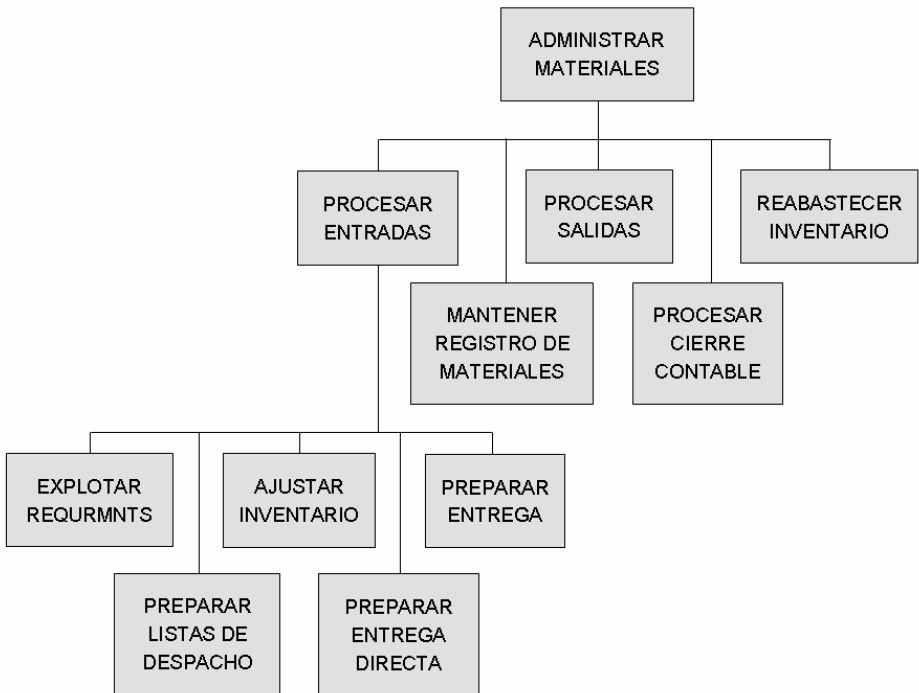 ADMINISTRAR
MATERIALES
PROCESAR
ENTRADAS
PROCESAR
SALIDAS
REABASTECER
INVENTARIO
MANTENER
REGISTRO DE
MATERIALES
PROCESAR
CIERRE
CONTABLE
EXPLOTAR
REQURMNTS
AJUSTAR
INVENTARIO
PREPARAR
ENTREGA
PREPARAR
LISTAS DE
DESPACHO
PREPARAR
ENTREGA
DIRECTA